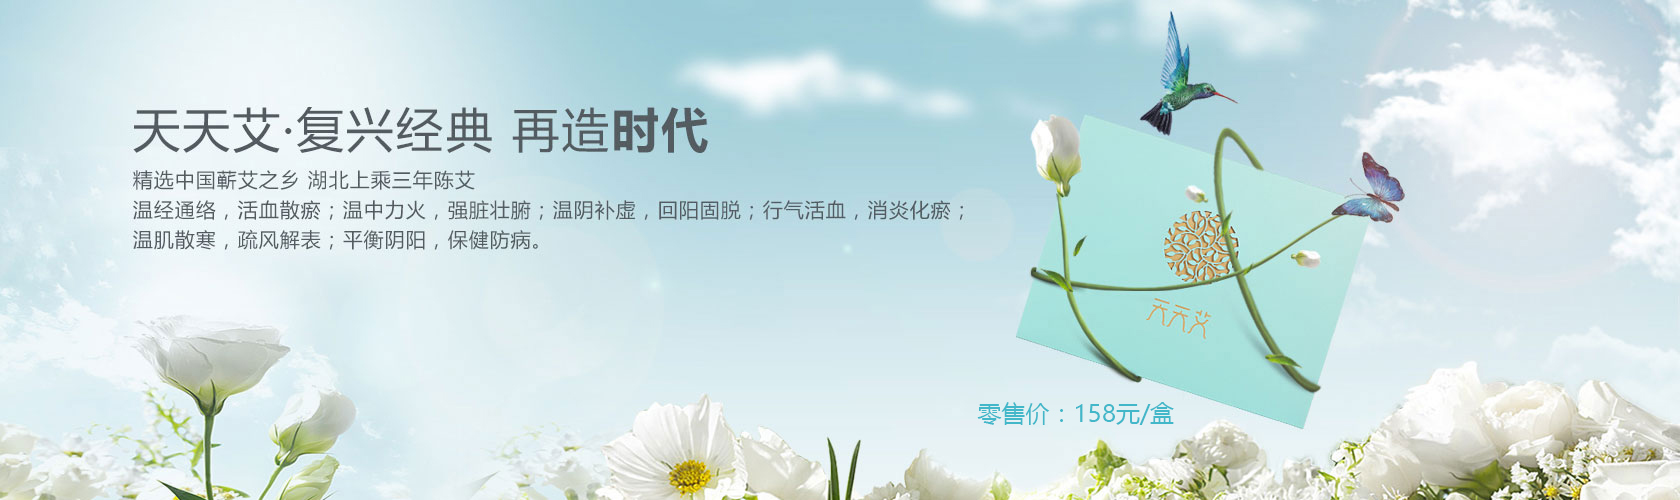 天天艾·复兴经典 再造时代
精选中国蕲艾之乡 湖北上乘三年陈艾
温经通络，活血散瘀；温中力火，强脏壮腑；温阴补虚，回阳固脱；行气活血，消炎化瘀；
温肌散寒，疏风解表；平衡阴阳，保健防病。
天天艾
零售价：158元/盒